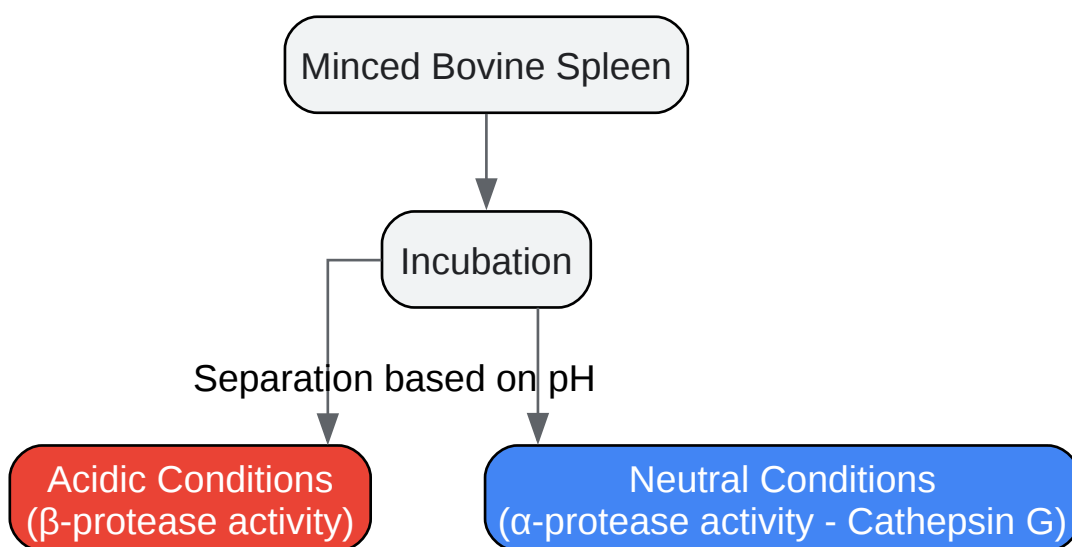 Minced Bovine Spleen
Incubation
Separation based on pH
Acidic Conditions
(β-protease activity)
Neutral Conditions
(α-protease activity - Cathepsin G)